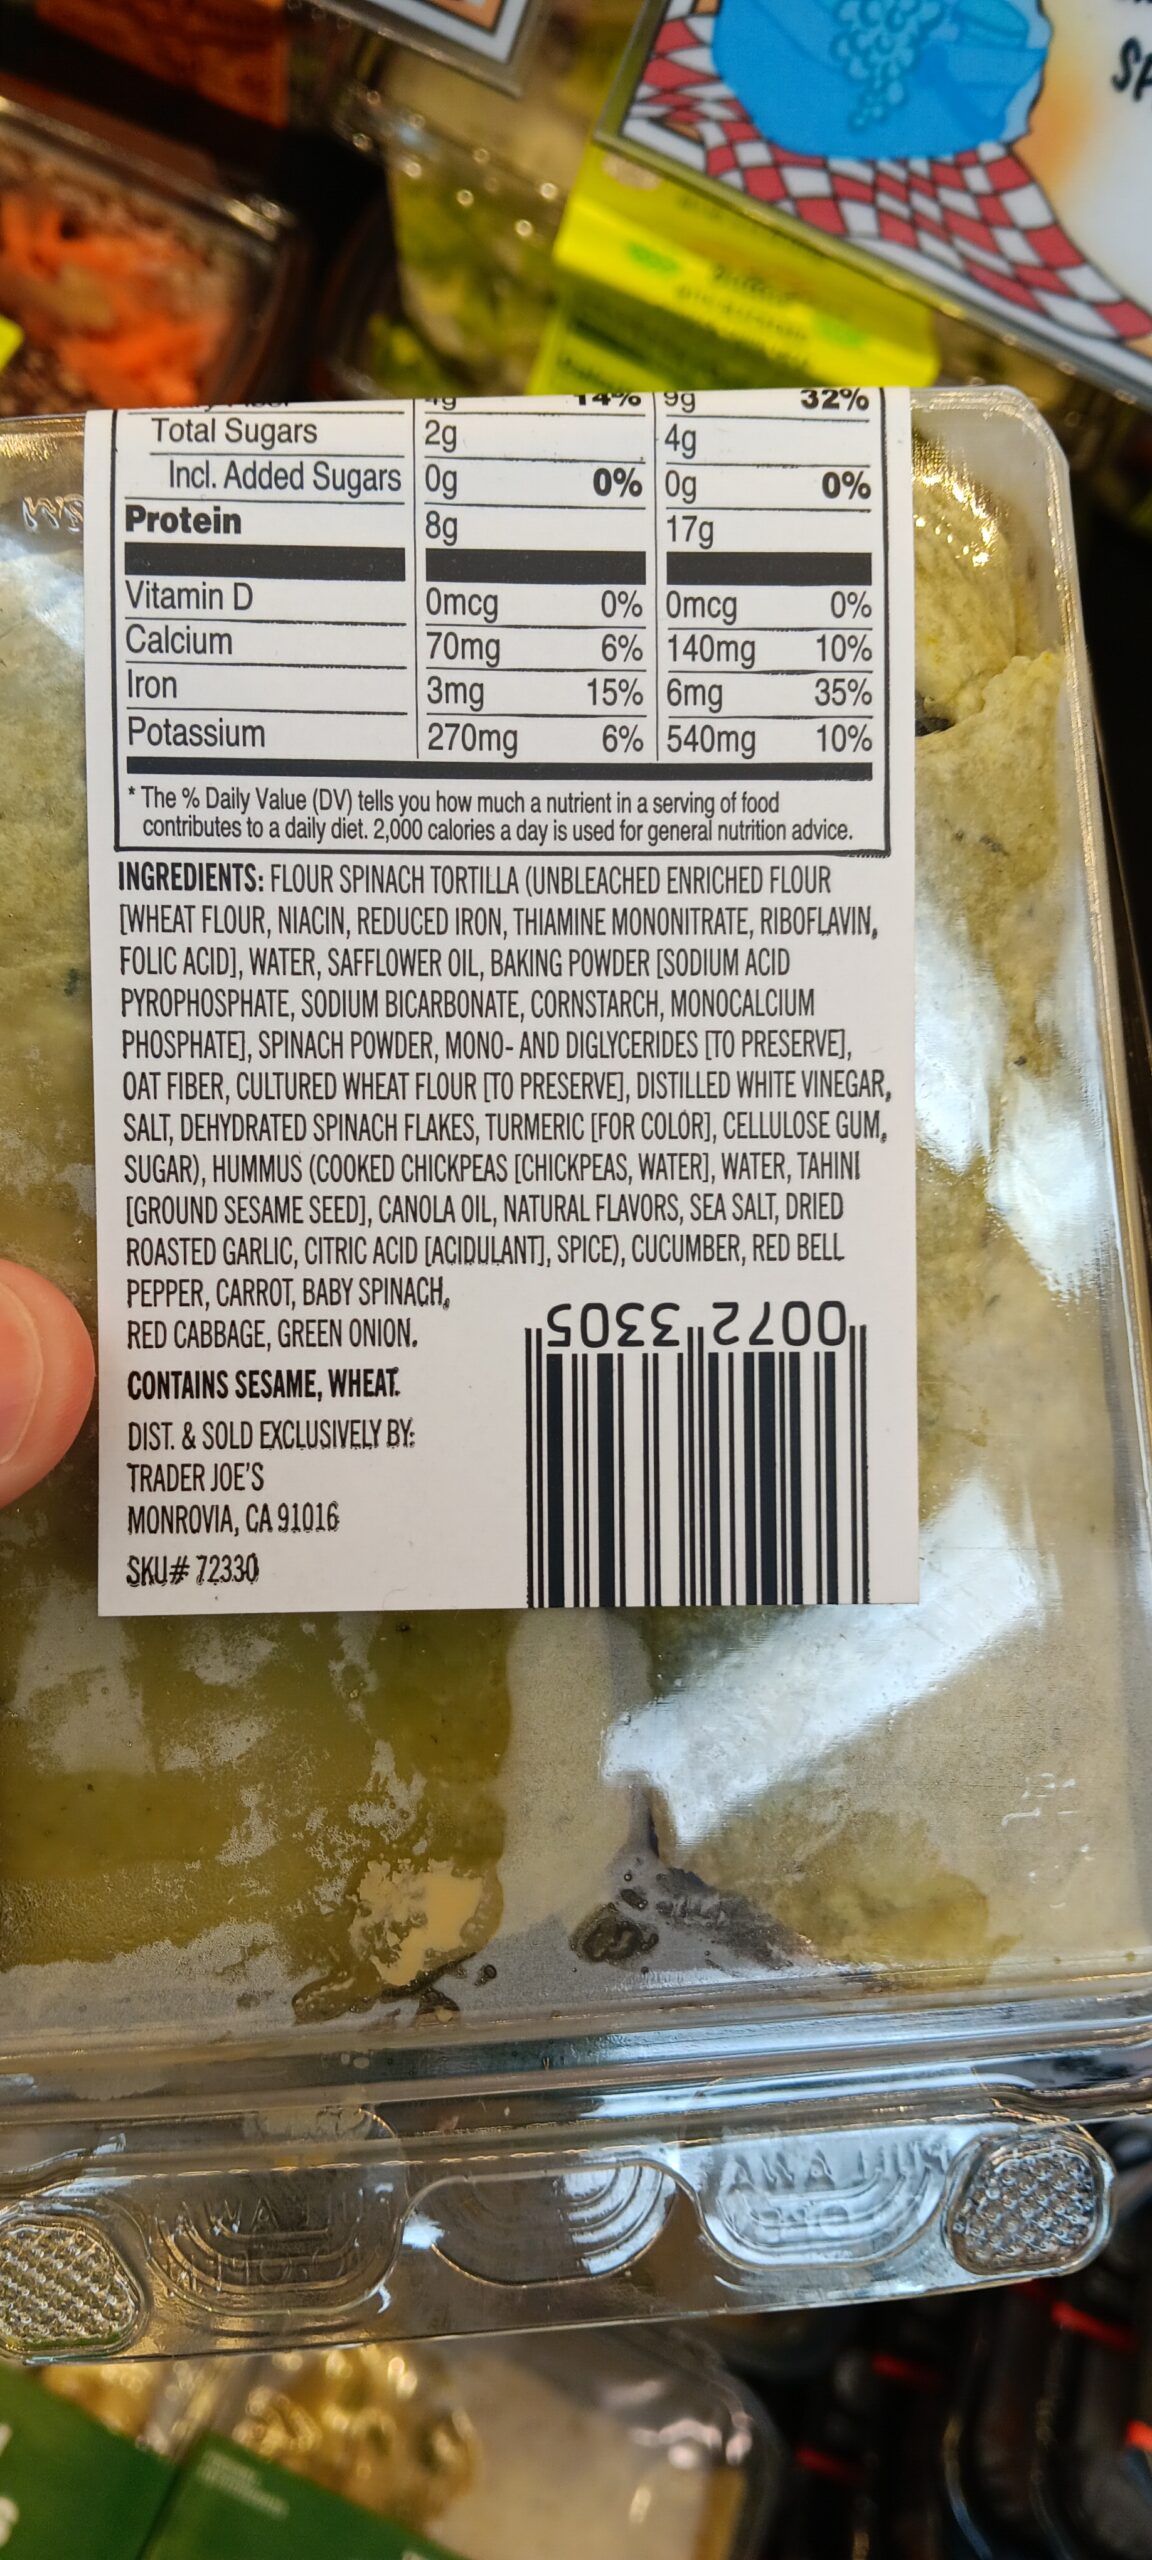 SA
4g 14% 9g 32%
Total Sugars 2g 4g
Incl. Added Sugars 0g 0% 0g 0%
Protein 8g 17g
Vitamin D 0mcg 0% 0mcg 0%
Calcium 70mg 6% 140mg 10%
Iron 3mg 15% 6mg 35%
Potassium 270mg 6% 540mg 10%
* The % Daily Value (DV) tells you how much a nutrient in a serving of food
contributes to a daily diet. 2,000 calories a day is used for general nutrition advice.
INGREDIENTS: FLOUR SPINACH TORTILLA (UNBLEACHED ENRICHED FLOUR
[WHEAT FLOUR, NIACIN, REDUCED IRON, THIAMINE MONONITRATE, RIBOFLAVIN,
FOLIC ACID], WATER, SAFFLOWER OIL, BAKING POWDER [SODIUM ACID
PYROPHOSPHATE, SODIUM BICARBONATE, CORNSTARCH, MONOCALCIUM
PHOSPHATE], SPINACH POWDER, MONO- AND DIGLYCERIDES [TO PRESERVE],
OAT FIBER, CULTURED WHEAT FLOUR [TO PRESERVE], DISTILLED WHITE VINEGAR,
SALT, DEHYDRATED SPINACH FLAKES, TURMERIC [FOR COLOR], CELLULOSE GUM,
SUGAR), HUMMUS (COOKED CHICKPEAS [CHICKPEAS, WATER], WATER, TAHINI
[GROUND SESAME SEED], CANOLA OIL, NATURAL FLAVORS, SEA SALT, DRIED
ROASTED GARLIC, CITRIC ACID [ACIDULANT], SPICE), CUCUMBER, RED BELL
PEPPER, CARROT, BABY SPINACH,
RED CABBAGE, GREEN ONION.
CONTAINS SESAME, WHEAT.
DIST. & SOLD EXCLUSIVELY BY:
TRADER JOE'S
MONROVIA, CA 91016
SKU# 72330
0072 3305